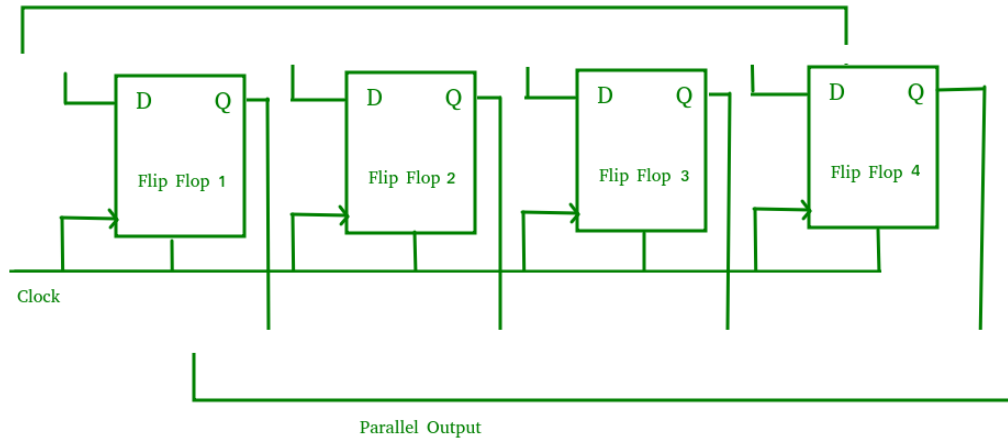 D Q D Q D Q D Q
Flip Flop 1 Flip Flop 2 Flip Flop 3 Flip Flop 4
Clock
Parallel Output